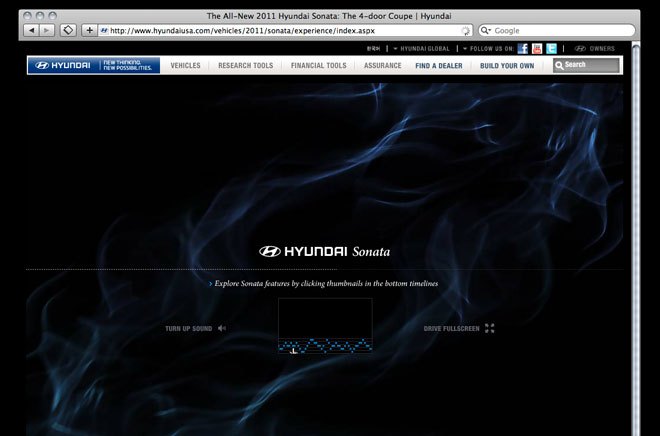 The All-New 2011 Hyundai Sonata: The 4-door Coupe | Hyundai
http://www.hyundaiusa.com/vehicles/2011/sonata/experience/index.aspx
Google
한국어 | HYUNDAI GLOBAL | FOLLOW US ON: f You Tube t | OWNERS
HYUNDAI | NEW THINKING. NEW POSSIBILITIES.
VEHICLES | RESEARCH TOOLS | FINANCIAL TOOLS | ASSURANCE | FIND A DEALER | BUILD YOUR OWN | Search
HYUNDAI Sonata
› Explore Sonata features by clicking thumbnails in the bottom timelines
TURN UP SOUND
DRIVE FULLSCREEN